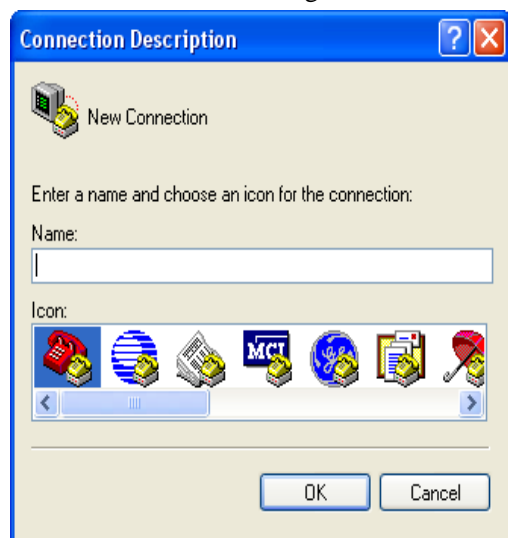 Connection Description
New Connection
Enter a name and choose an icon for the connection:
Name:
Icon:
MCI
OK
Cancel